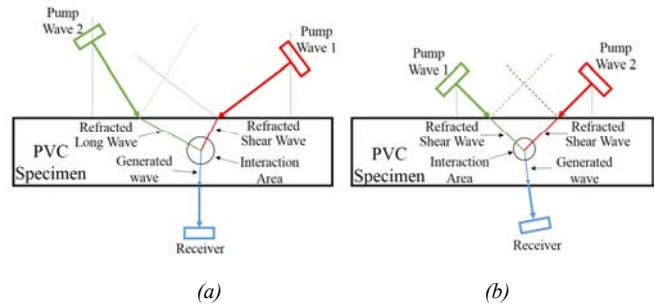 Pump
Wave 2
Pump
Wave 1
Refracted
Long Wave
Refracted
Shear Wave
PVC
Specimen
Generated
wave
Interaction
Area
Receiver
(a)
Pump
Wave 1
Pump
Wave 2
Refracted
Shear Wave
Refracted
Shear Wave
PVC
Specimen
Interaction
Area
Generated
wave
Receiver
(b)